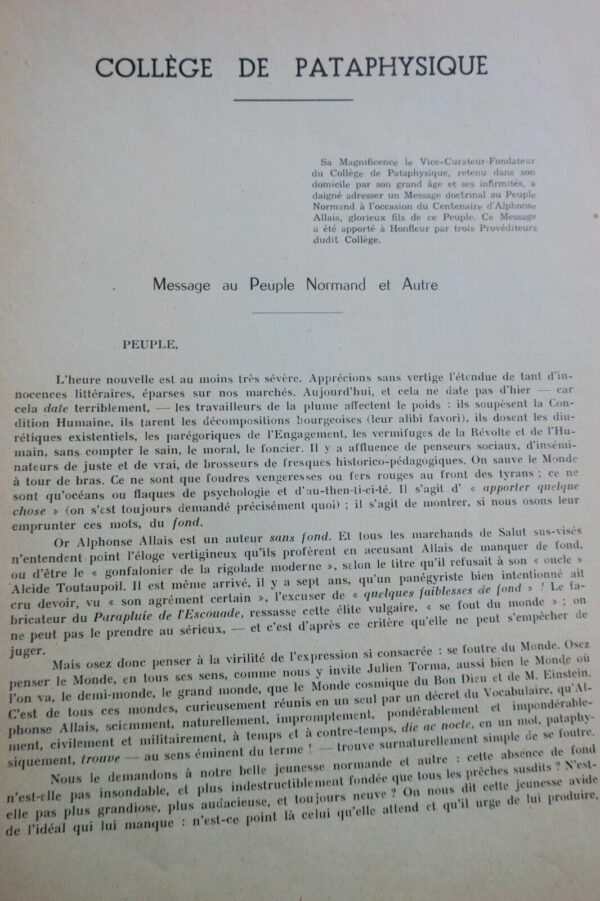 COLLÈGE DE PATAPHYSIQUE
Sa Magnificence le Vice-Curateur-Fondateur
du Collège de Pataphysique, retenu dans son
domicile par son grand âge et ses infirmités, a
daigné adresser un Message doctrinal au Peuple
Normand à l'occasion du Centenaire d'Alphonse
Allais, glorieux fils de ce Peuple. Ce Message
a été apporté à Honfleur par trois Provéditeurs
dudit Collège.
Message au Peuple Normand et Autre
PEUPLE,
L'heure nouvelle est au moins très sévère. Apprécions sans vertige l'étendue de tant d'in-
nocences littéraires, éparses sur nos marchés. Aujourd'hui, et cela ne date pas d'hier — car
cela date terriblement, — les travailleurs de la plume affectent le poids : ils soupèsent la Con-
dition Humaine, ils tarent les décompositions bourgeoises (leur alibi favori), ils dosent les diu-
rétiques existentiels, les parégoriques de l'Engagement, les vermifuges de la Révolte et de l'Hu-
main, sans compter le sain, le moral, le foncier. Il y a affluence de penseurs sociaux, d'insémi-
nateurs de juste et de vrai, de brosseurs de fresques historico-pédagogiques. On sauve le Monde
à tour de bras. Ce ne sont que foudres vengeresses ou fers rouges au front des tyrans ; ce ne
sont qu'océans ou flaques de psychologie et d'au-then-ti-ci-té. Il s'agit d' « apporter quelque
chose » (on s'est toujours demandé précisément quoi) ; il s'agit de montrer, si nous osons leur
emprunter ces mots, du fond.
Or Alphonse Allais est un auteur sans fond. Et tous les marchands de Salut sus-visés
n'entendent point l'éloge vertigineux qu'ils profèrent en accusant Allais de manquer de fond,
ou d'être le « gonfalonier de la rigolade moderne », selon le titre qu'il refusait à son « oncle »
Alcide Toutaupoil. Il est même arrivé, il y a sept ans, qu'un panégyriste bien intentionné ait
cru devoir, vu « son agrément certain », l'excuser de « quelques faiblesses de fond » ! Le fa-
bricateur du Parapluie de l'Escouade, ressasse cette élite vulgaire, « se fout du monde » ; on
ne peut pas le prendre au sérieux, — et c'est d'après ce critère qu'elle ne peut s'empêcher de
juger.
Mais osez donc penser à la virilité de l'expression si consacrée : se foutre du Monde. Osez
penser le Monde, en tous ses sens, comme nous y invite Julien Torma, aussi bien le Monde où
l'on va, le demi-monde, le grand monde, que le Monde cosmique du Bon Dieu et de M. Einstein.
C'est de tous ces mondes, curieusement réunis en un seul par un décret du Vocabulaire, qu'Al-
phonse Allais, sciemment, naturellement, impromptement, pondérablement et impondérable-
ment, civilement et militairement, à temps et à contre-temps, die ac nocte, en un mot, pataphy-
siquement, trouve — au sens éminent du terme ! — trouve surnaturellement simple de se foutre.
Nous le demandons à notre belle jeunesse normande et autre : cette absence de fond
n'est-elle pas insondable, et plus indestructiblement fondée que tous les prêches susdits ? N'est-
elle pas plus grandiose, plus audacieuse, et toujours neuve ? On nous dit cette jeunesse avide
de l'idéal qui lui manque : n'est-ce point là celui qu'elle attend et qu'il urge de lui produire,